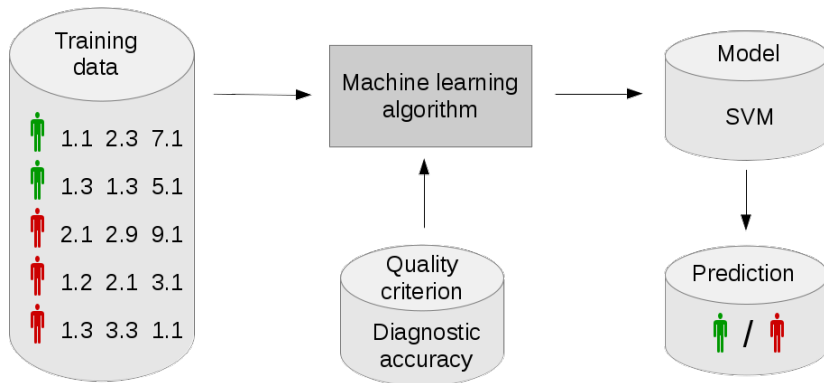 Training
data
1.1 2.3 7.1
1.3 1.3 5.1
2.1 2.9 9.1
1.2 2.1 3.1
1.3 3.3 1.1
Machine learning
algorithm
Quality
criterion
Diagnostic
accuracy
Model
SVM
Prediction
/